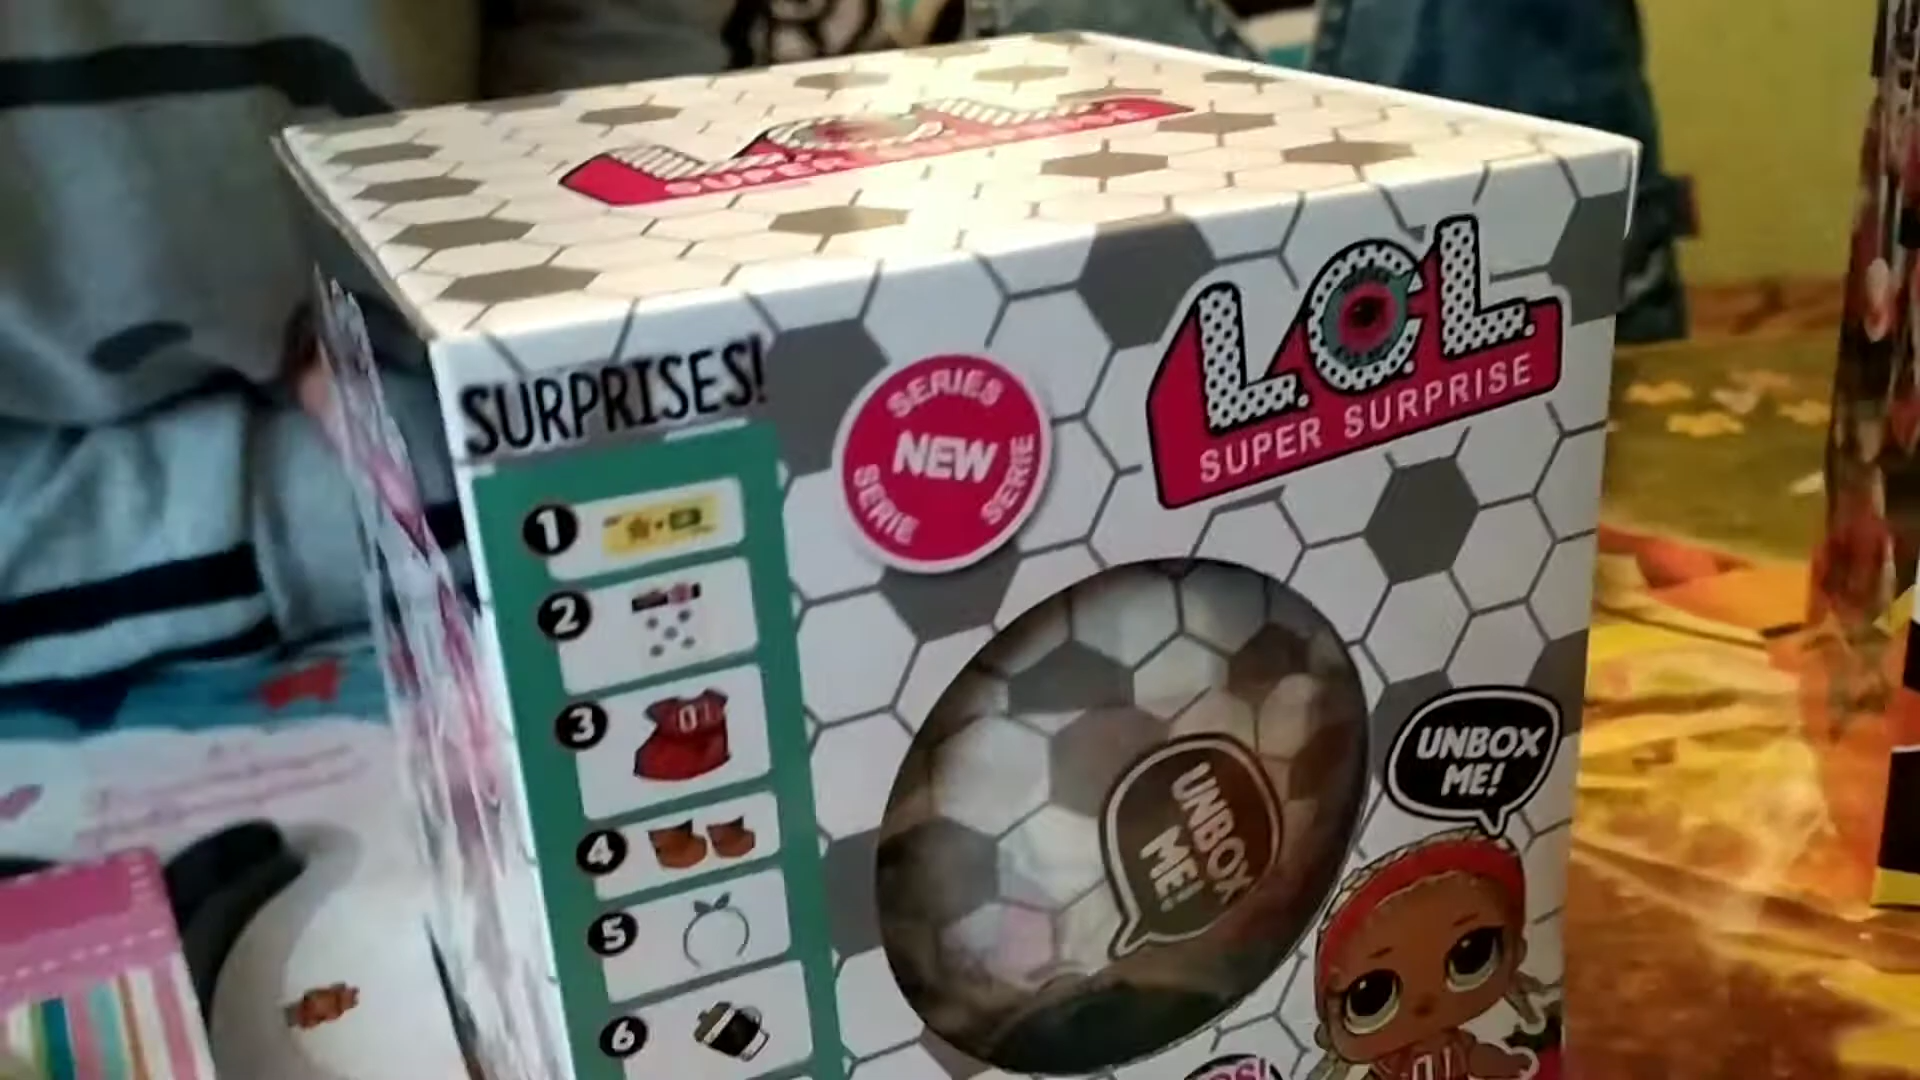 L.O.L.
SUPER SURPRISE
SURPRISES!
SERIES
NEW
SERIE
SERIE
L.O.L.
SUPER SURPRISE
1
2
3
01
4
5
6
UNBOX
ME!
UNBOX
ME!